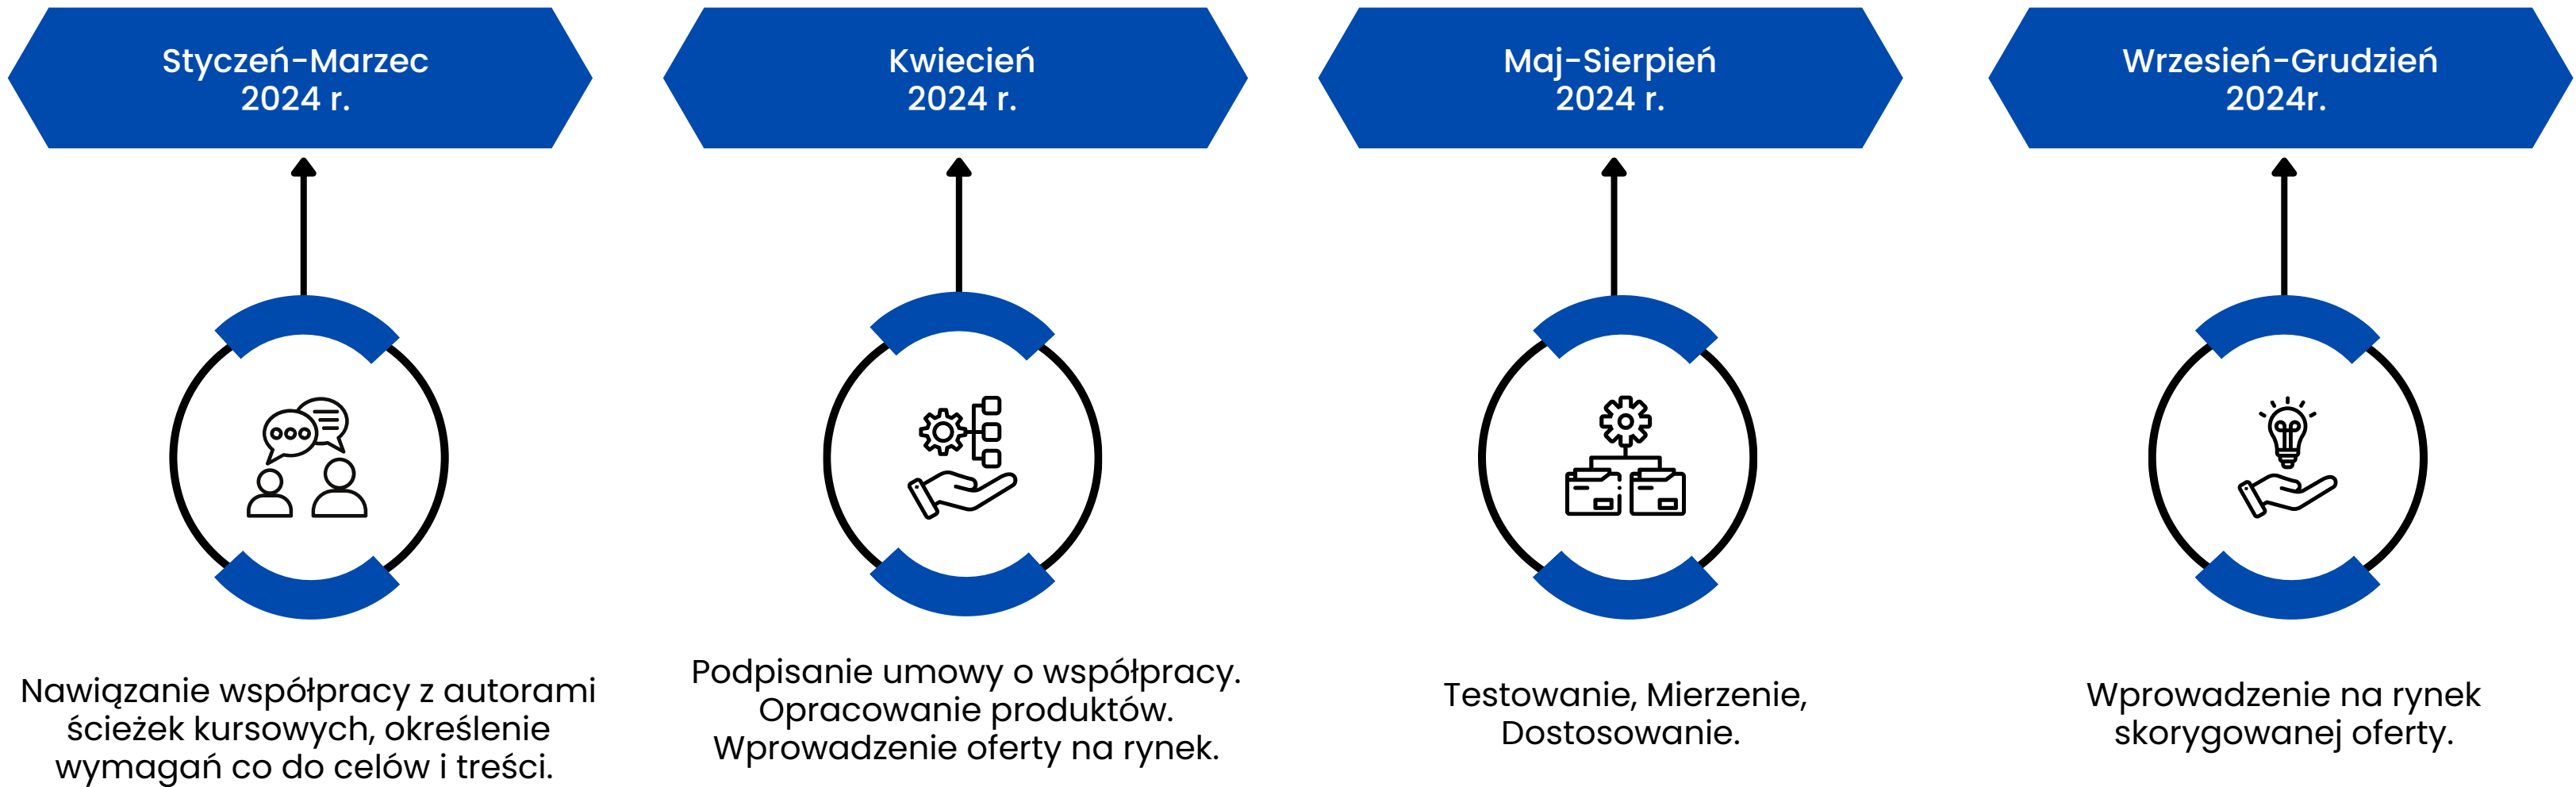 Styczeń-Marzec
2024 r.
Kwiecień
2024 r.
Maj-Sierpień
2024 r.
Wrzesień-Grudzień
2024r.
Nawiązanie współpracy z autorami
ścieżek kursowych, określenie
wymagań co do celów i treści.
Podpisanie umowy o współpracy.
Opracowanie produktów.
Wprowadzenie oferty na rynek.
Testowanie, Mierzenie,
Dostosowanie.
Wprowadzenie na rynek
skorygowanej oferty.